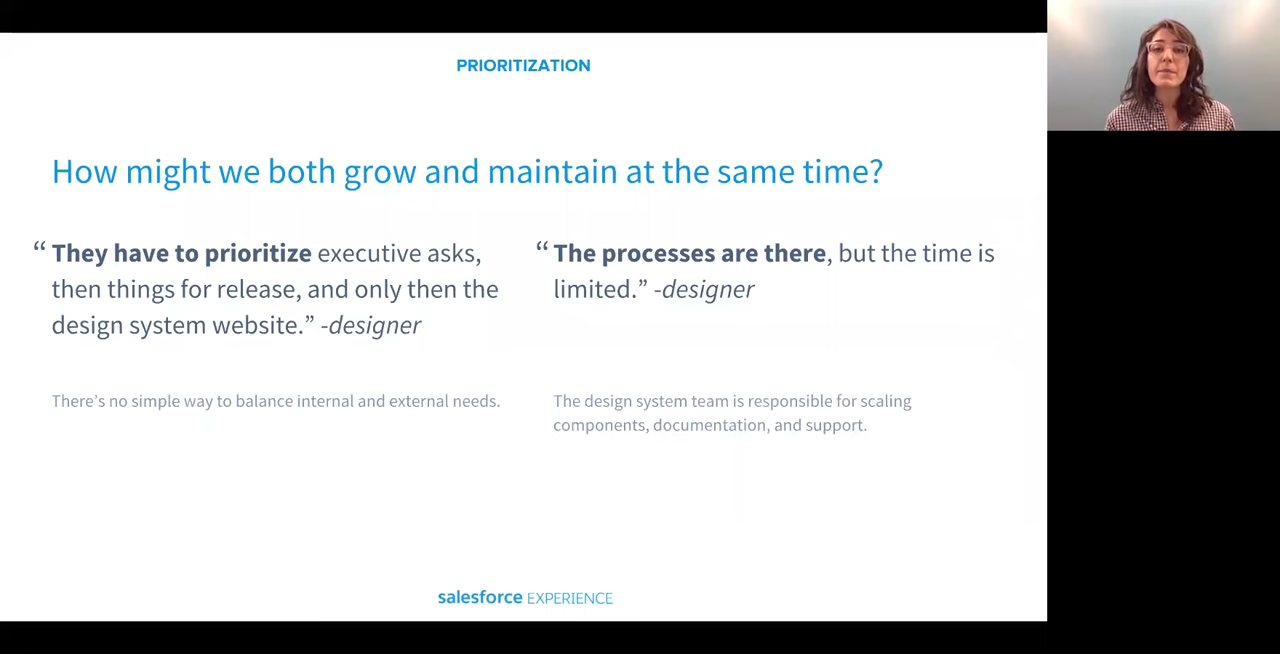 PRIORITIZATION
How might we both grow and maintain at the same time?
“ They have to prioritize executive asks,
then things for release, and only then the
design system website.” -designer
“ The processes are there, but the time is
limited.” -designer
There’s no simple way to balance internal and external needs.
The design system team is responsible for scaling
components, documentation, and support.
salesforce EXPERIENCE